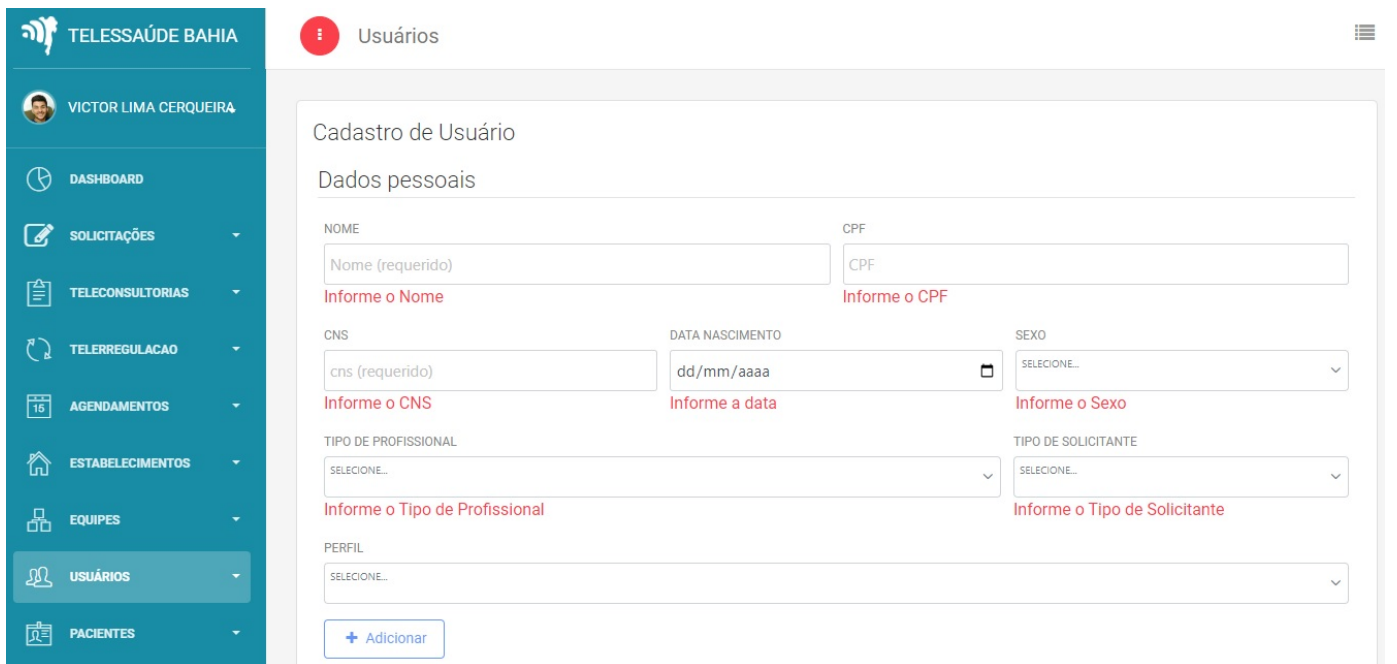 TELESSAÚDE BAHIA
VICTOR LIMA CERQUEIRA
DASHBOARD
SOLICITAÇÕES
TELECONSULTORIAS
TELERREGULACAO
15
AGENDAMENTOS
ESTABELECIMENTOS
EQUIPES
USUÁRIOS
PACIENTES
Usuários
Cadastro de Usuário
Dados pessoais
NOME CPF
Nome (requerido) CPF
Informe o Nome Informe o CPF
CNS DATA NASCIMENTO SEXO
cns (requerido) dd/mm/aaaa SELECIONE...
Informe o CNS Informe a data Informe o Sexo
TIPO DE PROFISSIONAL TIPO DE SOLICITANTE
SELECIONE... SELECIONE...
Informe o Tipo de Profissional Informe o Tipo de Solicitante
PERFIL
SELECIONE...
+ Adicionar